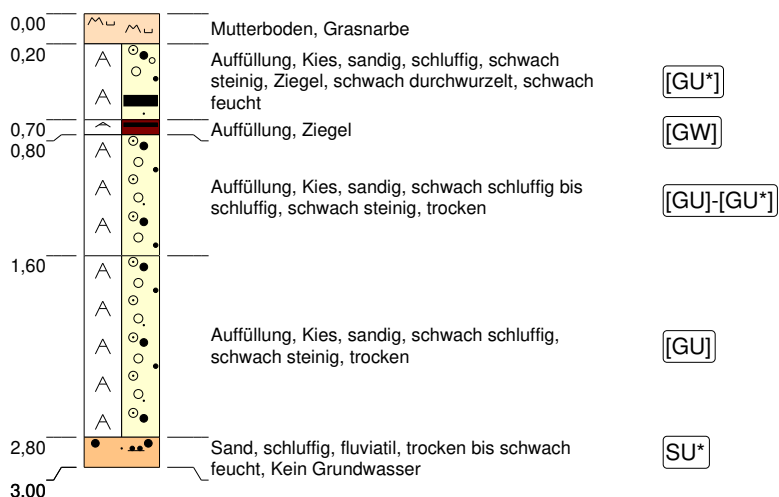 0,00
Mutterboden, Grasnarbe
0,20
Auffüllung, Kies, sandig, schluffig, schwach
steinig, Ziegel, schwach durchwurzelt, schwach
feucht
[GU*]
0,70
Auffüllung, Ziegel
[GW]
0,80
Auffüllung, Kies, sandig, schwach schluffig bis
schluffig, schwach steinig, trocken
[GU]-[GU*]
1,60
Auffüllung, Kies, sandig, schwach schluffig,
schwach steinig, trocken
[GU]
2,80
Sand, schluffig, fluviatil, trocken bis schwach
feucht, Kein Grundwasser
SU*
3,00